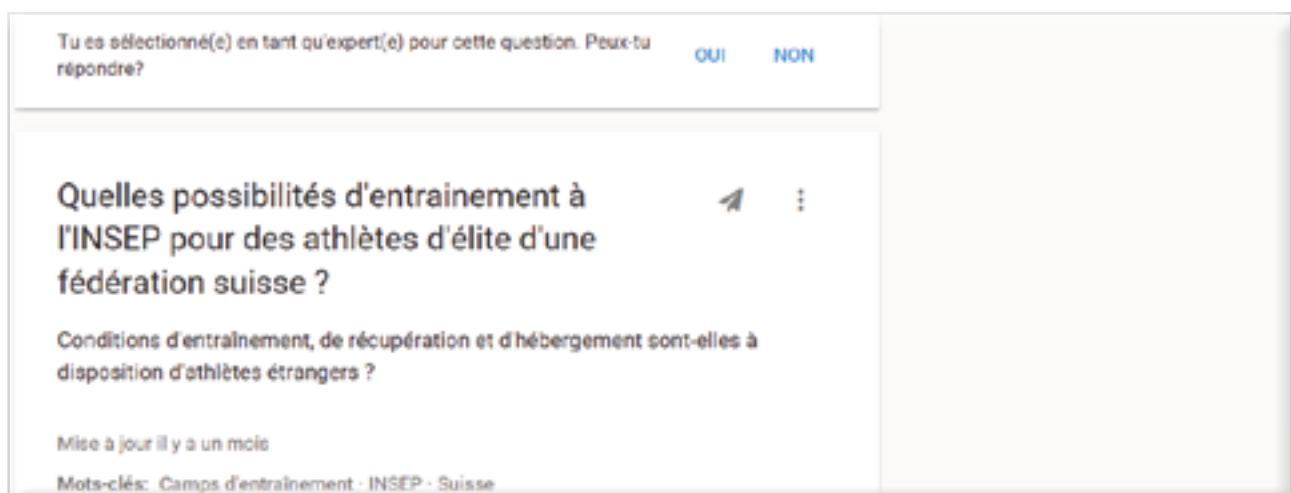 Tu es sélectionné(e) en tant qu'expert(e) pour cette question. Peux-tu
répondre?
OUI NON
Quelles possibilités d'entrainement à
l'INSEP pour des athlètes d'élite d'une
fédération suisse ?
Conditions d'entraînement, de récupération et d'hébergement sont-elles à
disposition d'athlètes étrangers ?
Mise à jour il y a un mois
Mots-clés: Camps d'entraînement · INSEP · Suisse